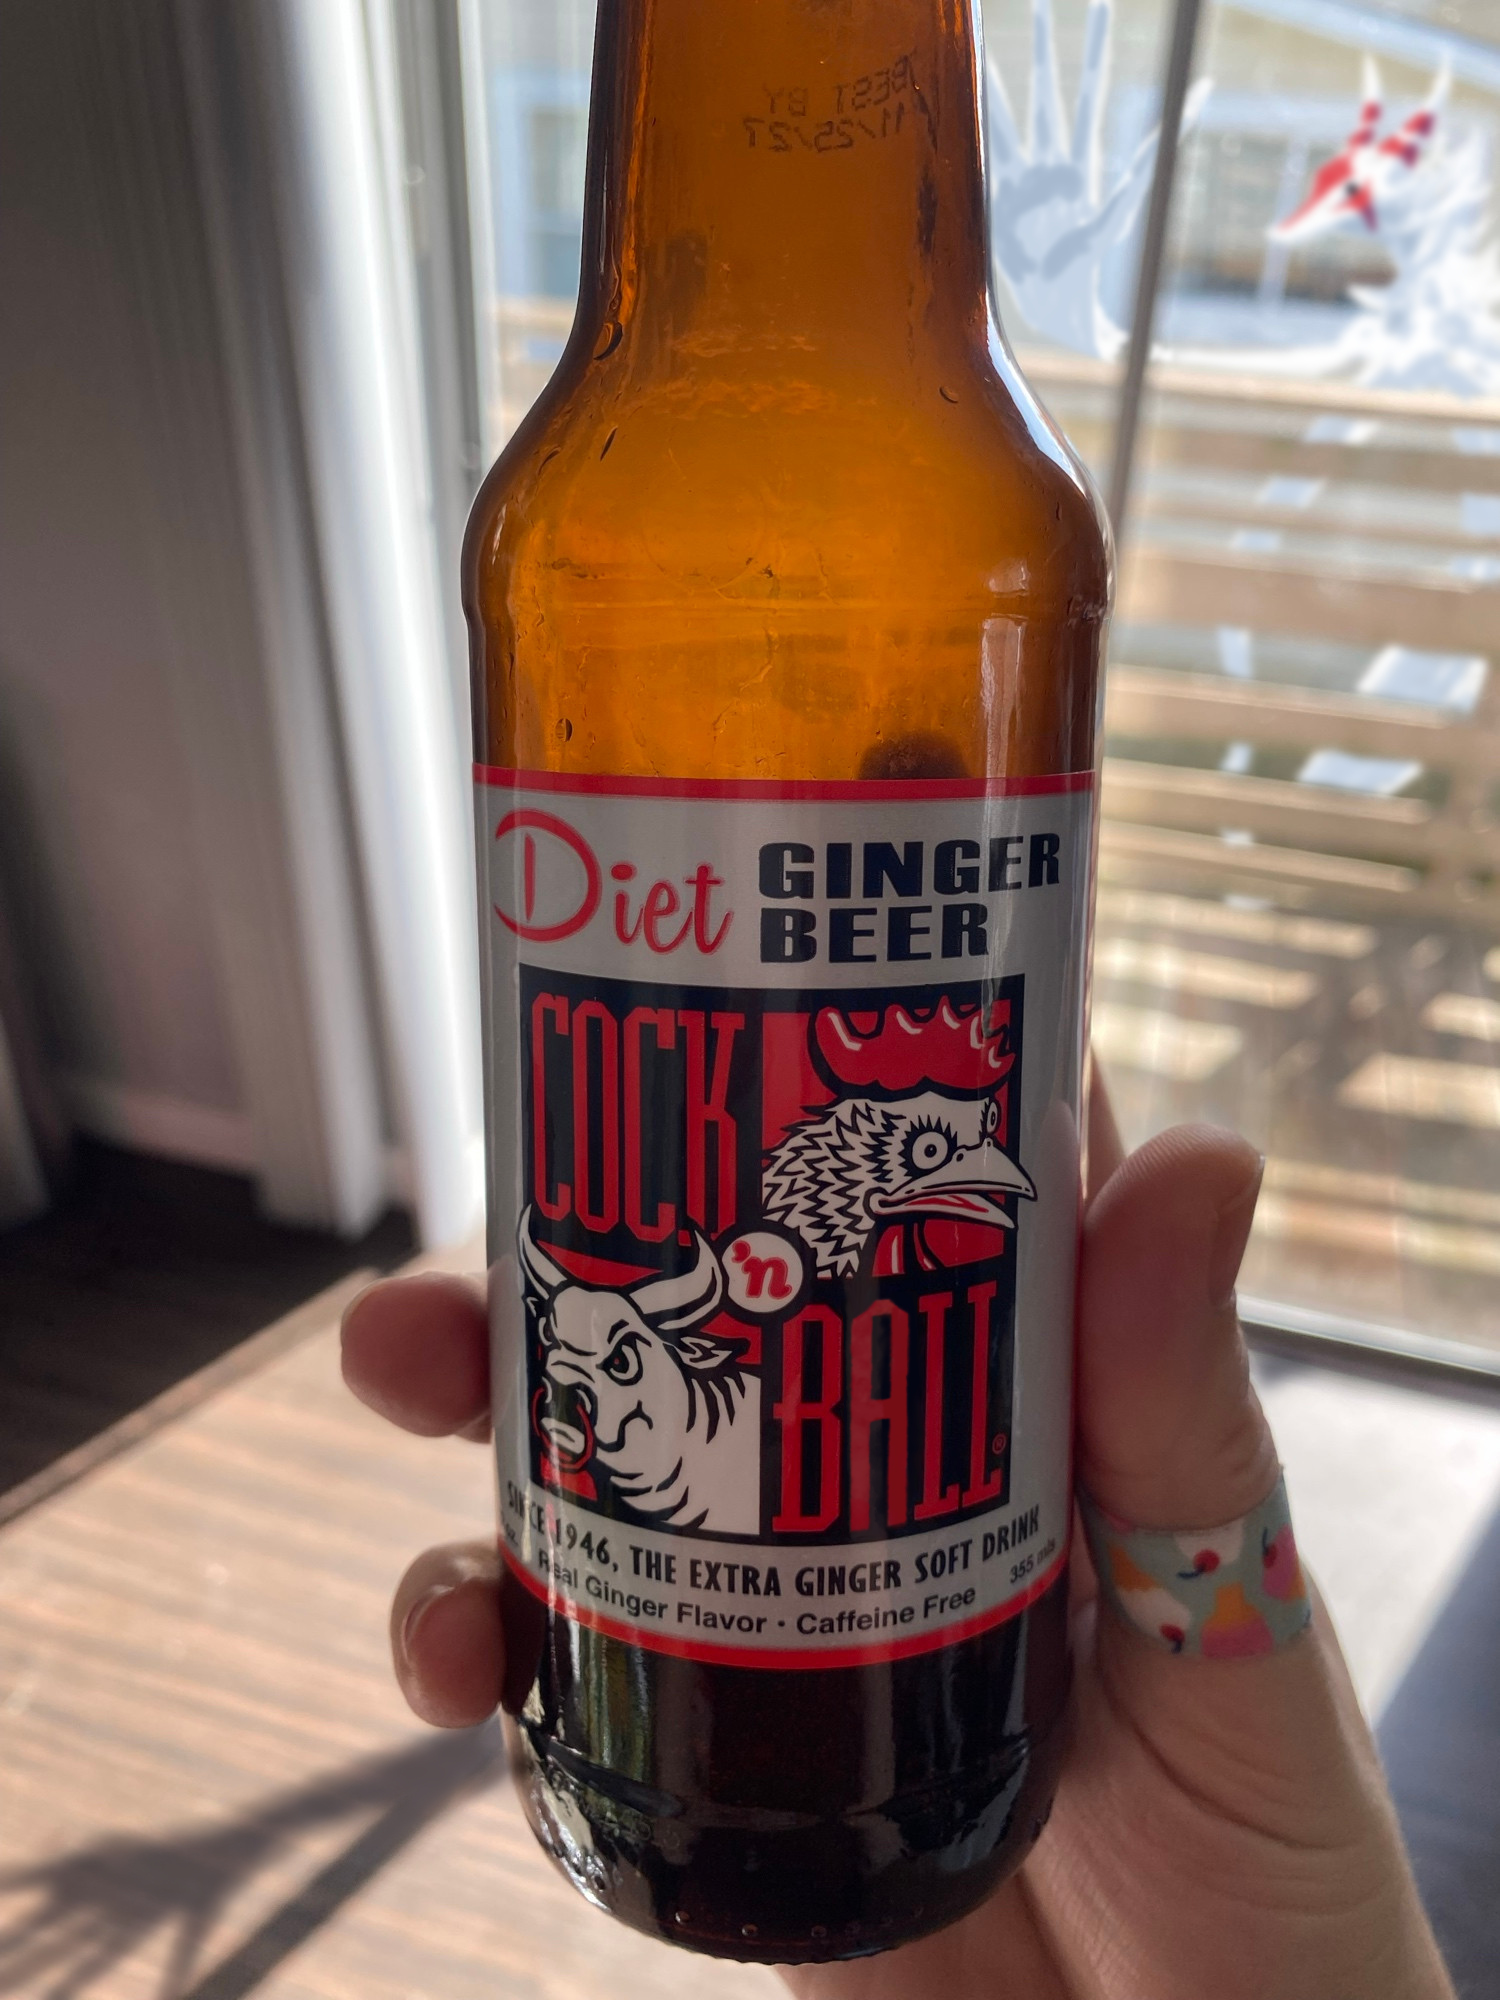 BEST BY
11/25/27
Diet GINGER
BEER
COCK
'n
BALL®
SINCE 1946, THE EXTRA GINGER SOFT DRINK
Real Ginger Flavor • Caffeine Free
355 mls